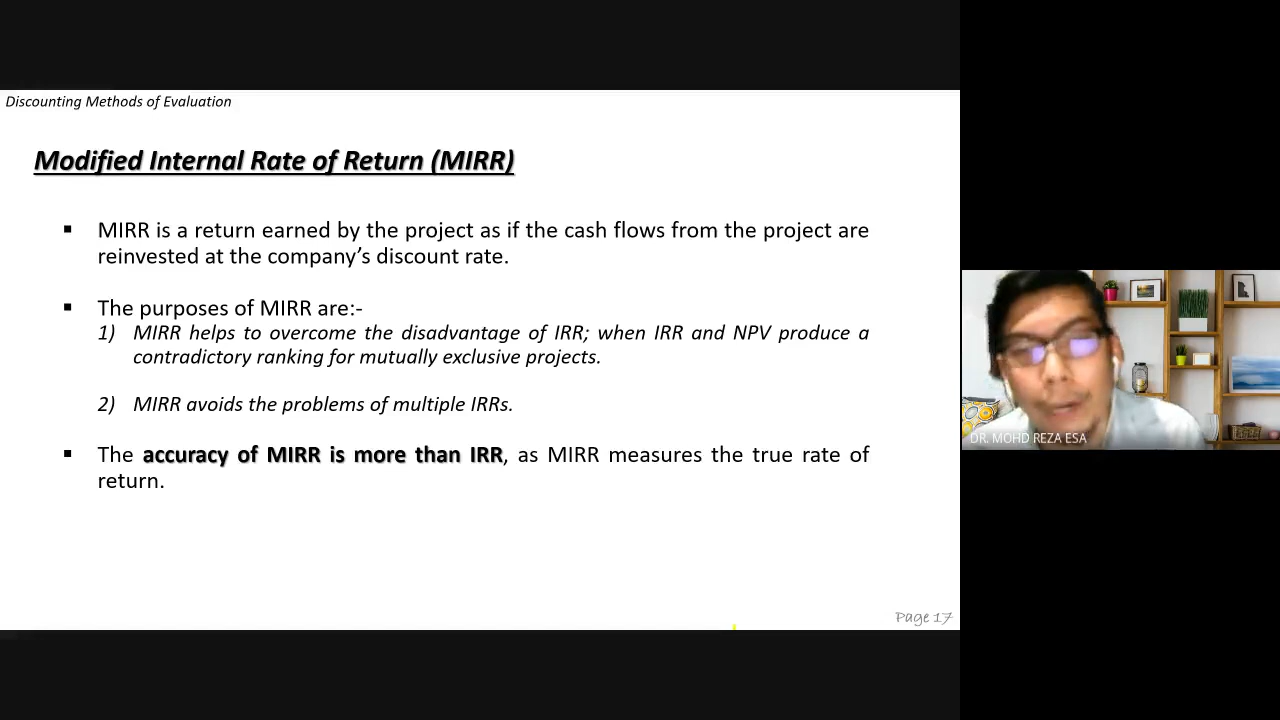 Discounting Methods of Evaluation
Modified Internal Rate of Return (MIRR)
▪ MIRR is a return earned by the project as if the cash flows from the project are
reinvested at the company's discount rate.
▪ The purposes of MIRR are:-
1) MIRR helps to overcome the disadvantage of IRR; when IRR and NPV produce a
contradictory ranking for mutually exclusive projects.
2) MIRR avoids the problems of multiple IRRs.
▪ The accuracy of MIRR is more than IRR, as MIRR measures the true rate of
return.
Page 17
DR. MOHD REZA ESA